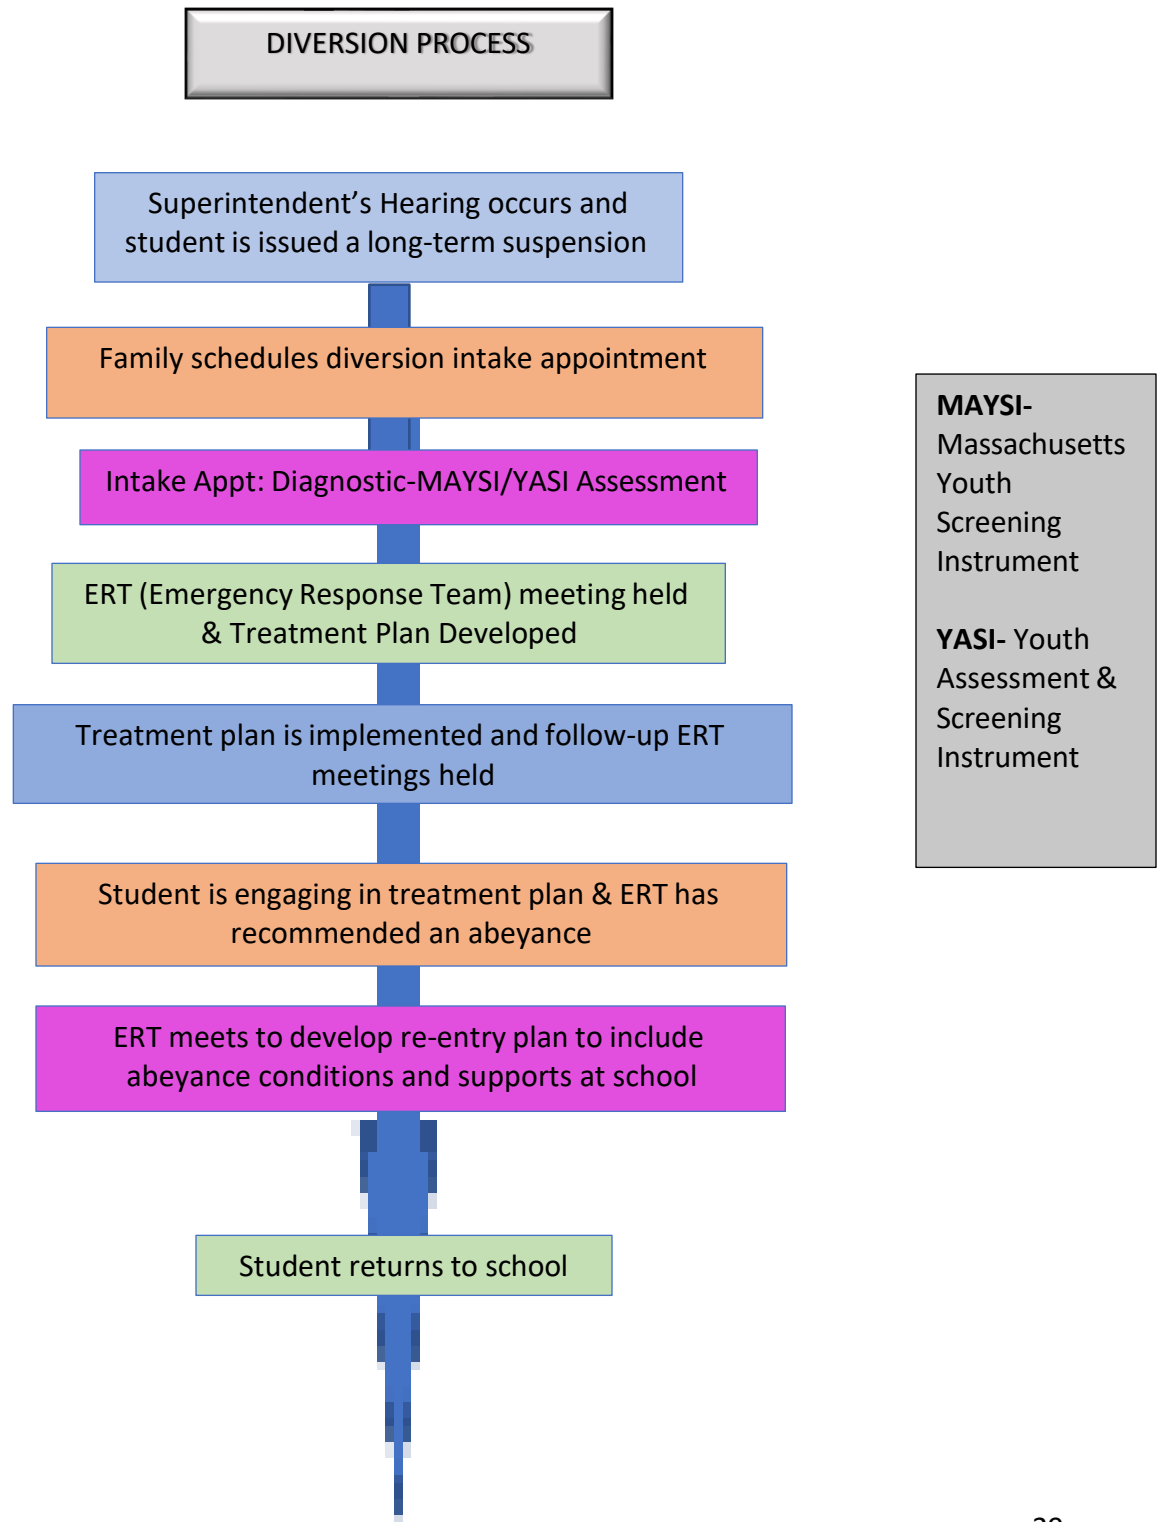 DIVERSION PROCESS
Superintendent’s Hearing occurs and
student is issued a long-term suspension
Family schedules diversion intake appointment
Intake Appt: Diagnostic-MAYSI/YASI Assessment
ERT (Emergency Response Team) meeting held
& Treatment Plan Developed
Treatment plan is implemented and follow-up ERT
meetings held
Student is engaging in treatment plan & ERT has
recommended an abeyance
ERT meets to develop re-entry plan to include
abeyance conditions and supports at school
Student returns to school
MAYSI-
Massachusetts
Youth
Screening
Instrument
YASI- Youth
Assessment &
Screening
Instrument